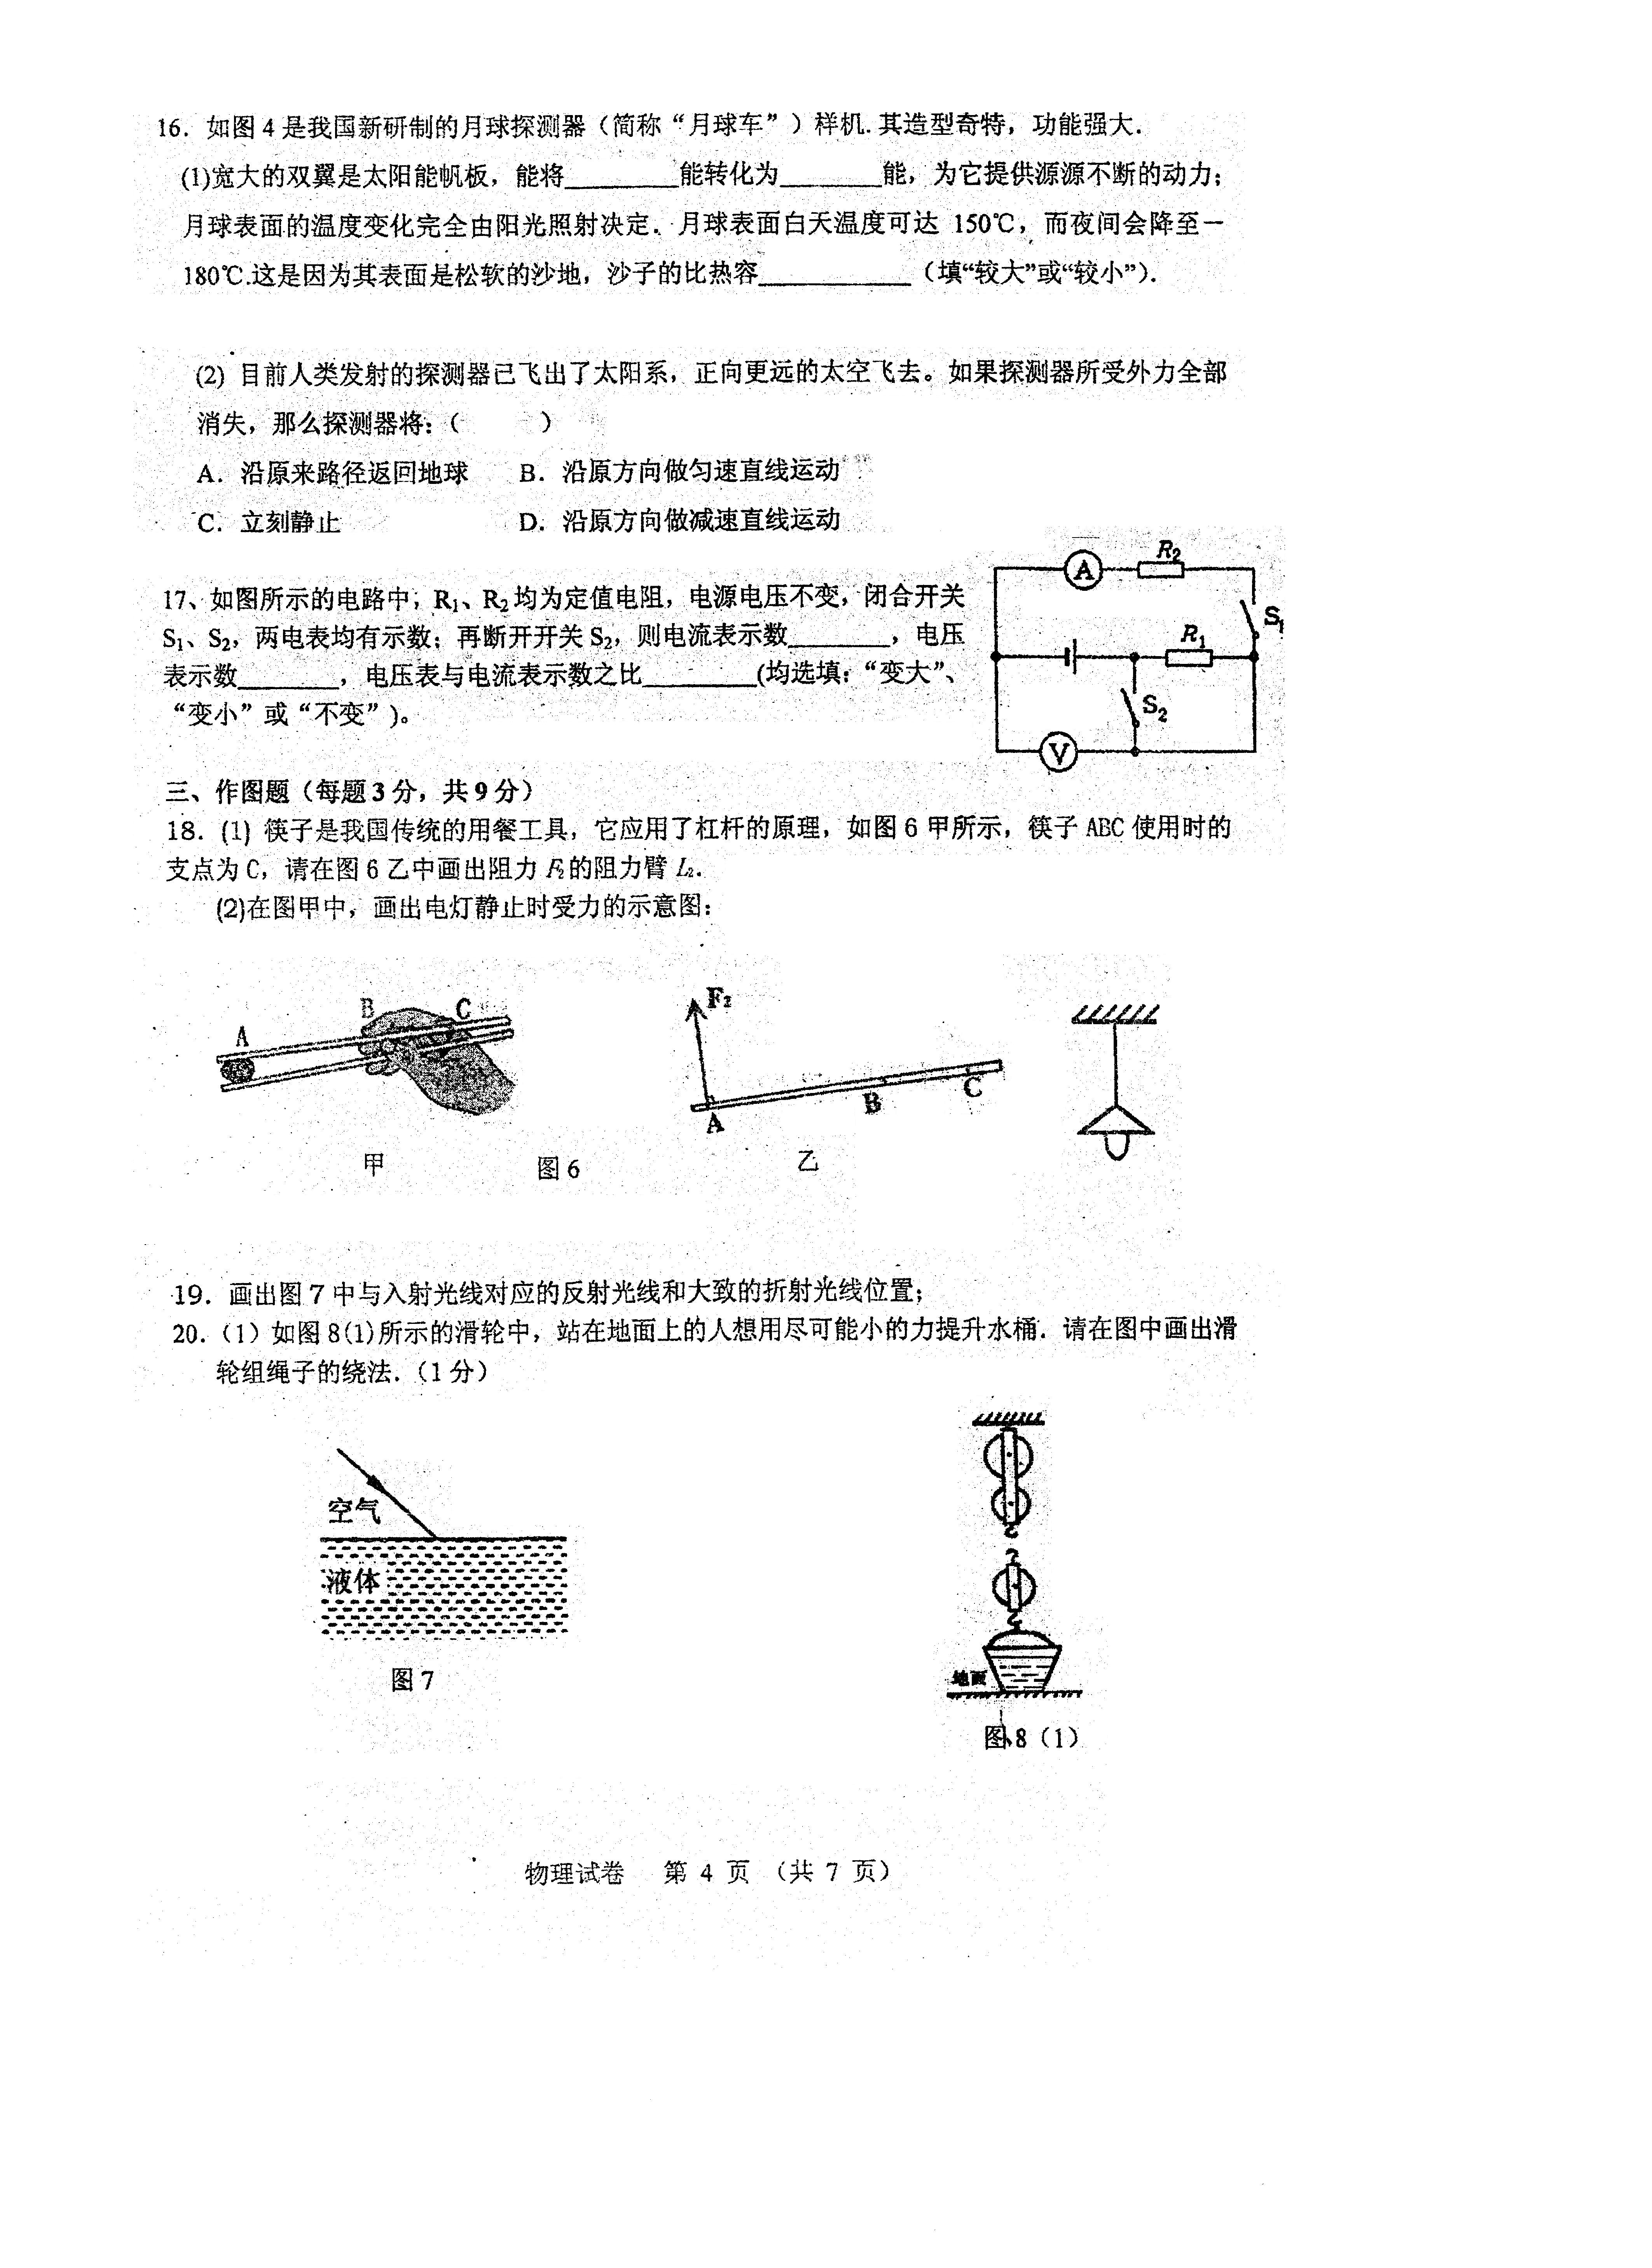 16. 如图4是我国新研制的月球探测器（简称“月球车”）样机.其造型奇特，功能强大.
(1)宽大的双翼是太阳能帆板，能将________能转化为________能，为它提供源源不断的动力；
月球表面的温度变化完全由阳光照射决定. 月球表面白天温度可达 150℃，而夜间会降至－
180℃.这是因为其表面是松软的沙地，沙子的比热容____________（填“较大”或“较小”）.
(2) 目前人类发射的探测器已飞出了太阳系，正向更远的太空飞去。如果探测器所受外力全部
消失，那么探测器将：（　　　）
A. 沿原来路径返回地球　B. 沿原方向做匀速直线运动
C. 立刻静止　D. 沿原方向做减速直线运动
17、如图所示的电路中，R₁、R₂均为定值电阻，电源电压不变，闭合开关
S₁、S₂，两电表均有示数；再断开开关S₂，则电流表示数________，电压
表示数________，电压表与电流表示数之比_________(均选填：“变大”、
“变小”或“不变”)。
A
R₂
S₁
R₁
S₂
V
三、作图题（每题3分，共9分）
18. (1) 筷子是我国传统的用餐工具，它应用了杠杆的原理，如图6甲所示，筷子ABC使用时的
支点为C，请在图6乙中画出阻力F₂的阻力臂L₂.
(2)在图甲中，画出电灯静止时受力的示意图：
A
B
C
F₂
A
B
C
甲　图6　乙
19. 画出图7中与入射光线对应的反射光线和大致的折射光线位置；
20.（1）如图8(1)所示的滑轮中，站在地面上的人想用尽可能小的力提升水桶. 请在图中画出滑
轮组绳子的绕法.（1分）
空气
液体
图7
地面
图8（1）
物理试卷　第 4 页 （共 7 页）